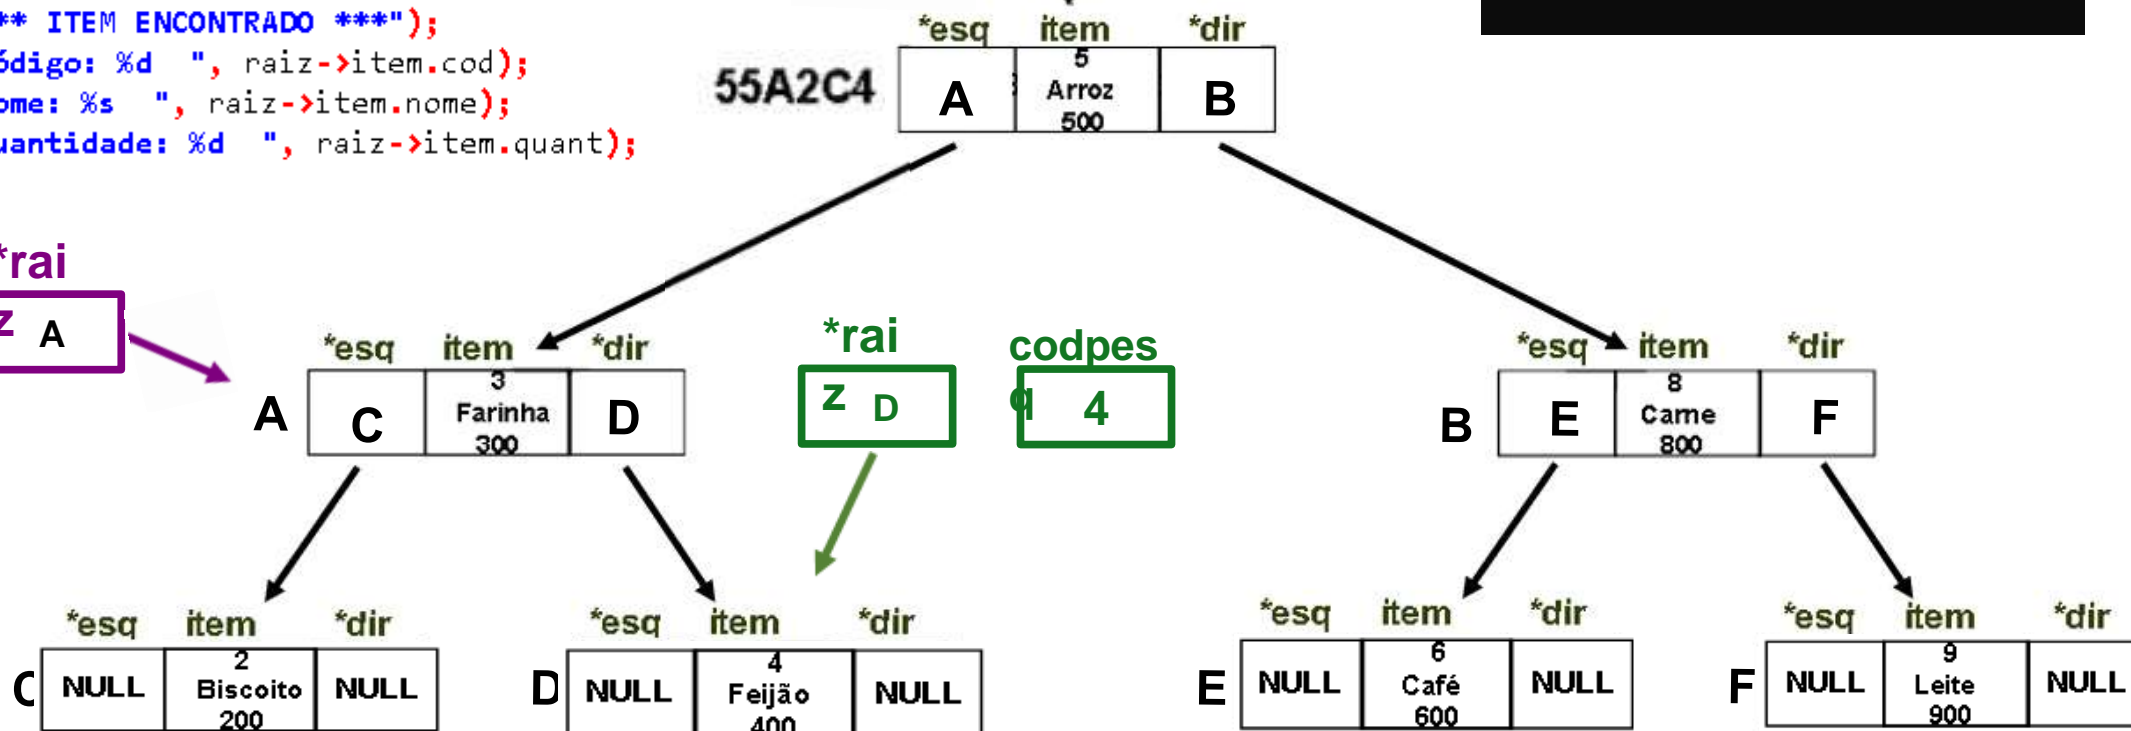 ** ITEM ENCONTRADO ***");
ódigo: %d  ", raiz->item.cod);
ome: %s  ", raiz->item.nome);
uantidade: %d  ", raiz->item.quant);
*esq item *dir
55A2C4
A
5
Arroz
500
B
*rai
z A
*esq item *dir
A
C
3
Farinha
300
D
*rai
z D
codpes
q 4
*esq item *dir
B
E
8
Carne
800
F
*esq item *dir
C
NULL
2
Biscoito
200
NULL
*esq item *dir
D
NULL
4
Feijão
400
NULL
*esq item *dir
E
NULL
6
Café
600
NULL
*esq item *dir
F
NULL
9
Leite
900
NULL